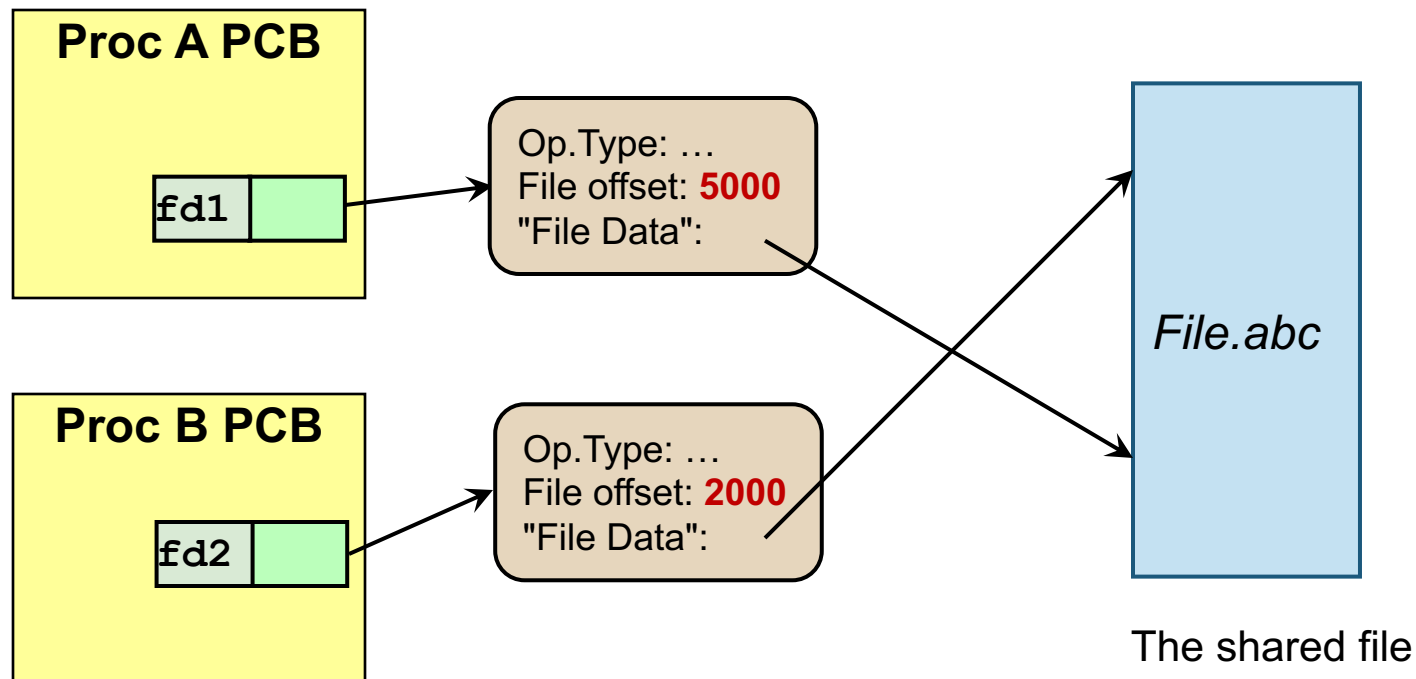 Proc A PCB
fd1
Op.Type: …
File offset: 5000
"File Data":
Proc B PCB
fd2
Op.Type: …
File offset: 2000
"File Data":
File.abc
The shared file